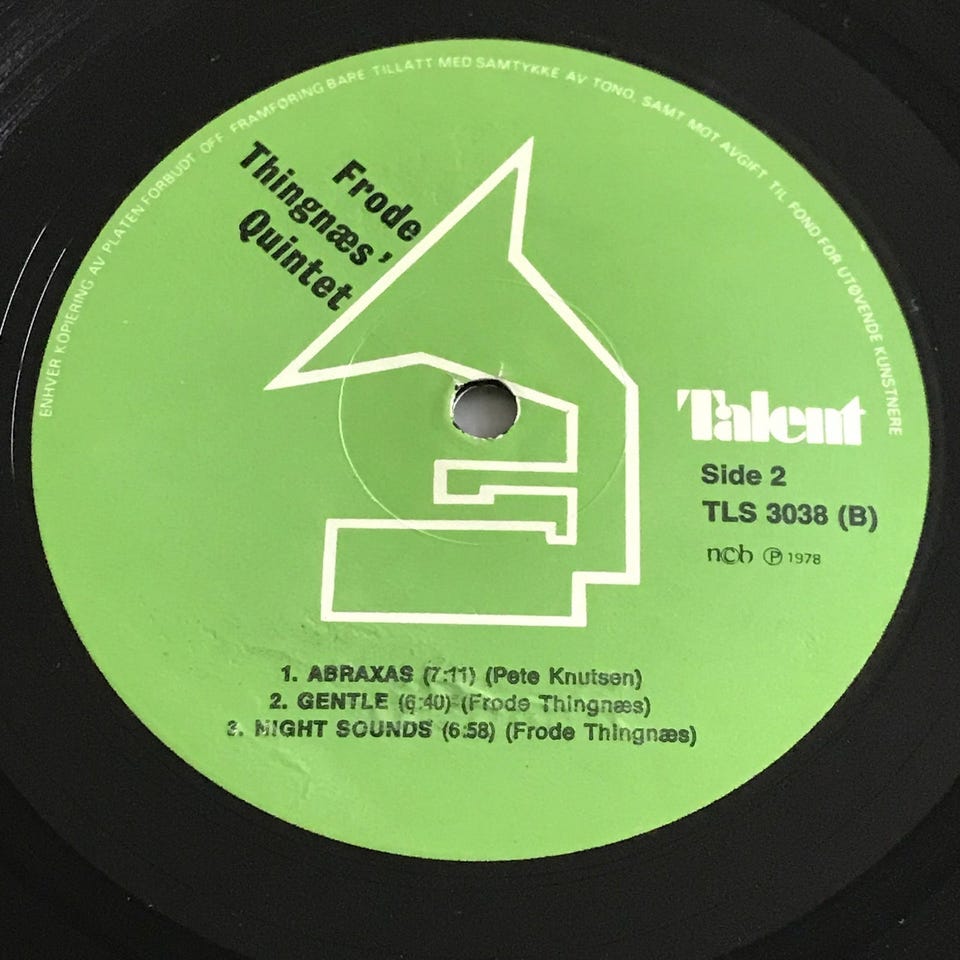 ENHVER KOPIERING AV PLATEN FORBUDT. OFF. FRAMFØRING BARE TILLATT MED SAMTYKKE AV TONO, SAMT MOT AVGIFT TIL FOND FOR UTØVENDE KUNSTNERE
Frode
Thingnæs'
Quintet
Talent
Side 2
TLS 3038 (B)
ncb Ⓟ 1978
1. ABRAXAS (7:11) (Pete Knutsen)
2. GENTLE (6:40) (Frode Thingnæs)
3. NIGHT SOUNDS (6:58) (Frode Thingnæs)